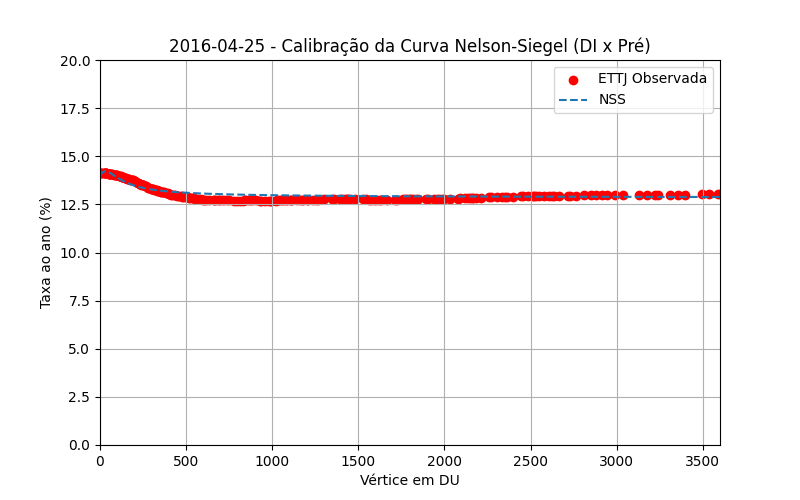 2016-04-25 - Calibração da Curva Nelson-Siegel (DI x Pré)
20.0
17.5
15.0
12.5
10.0
7.5
5.0
2.5
0.0
Taxa ao ano (%)
ETTJ Observada
NSS
0 500 1000 1500 2000 2500 3000 3500
Vértice em DU